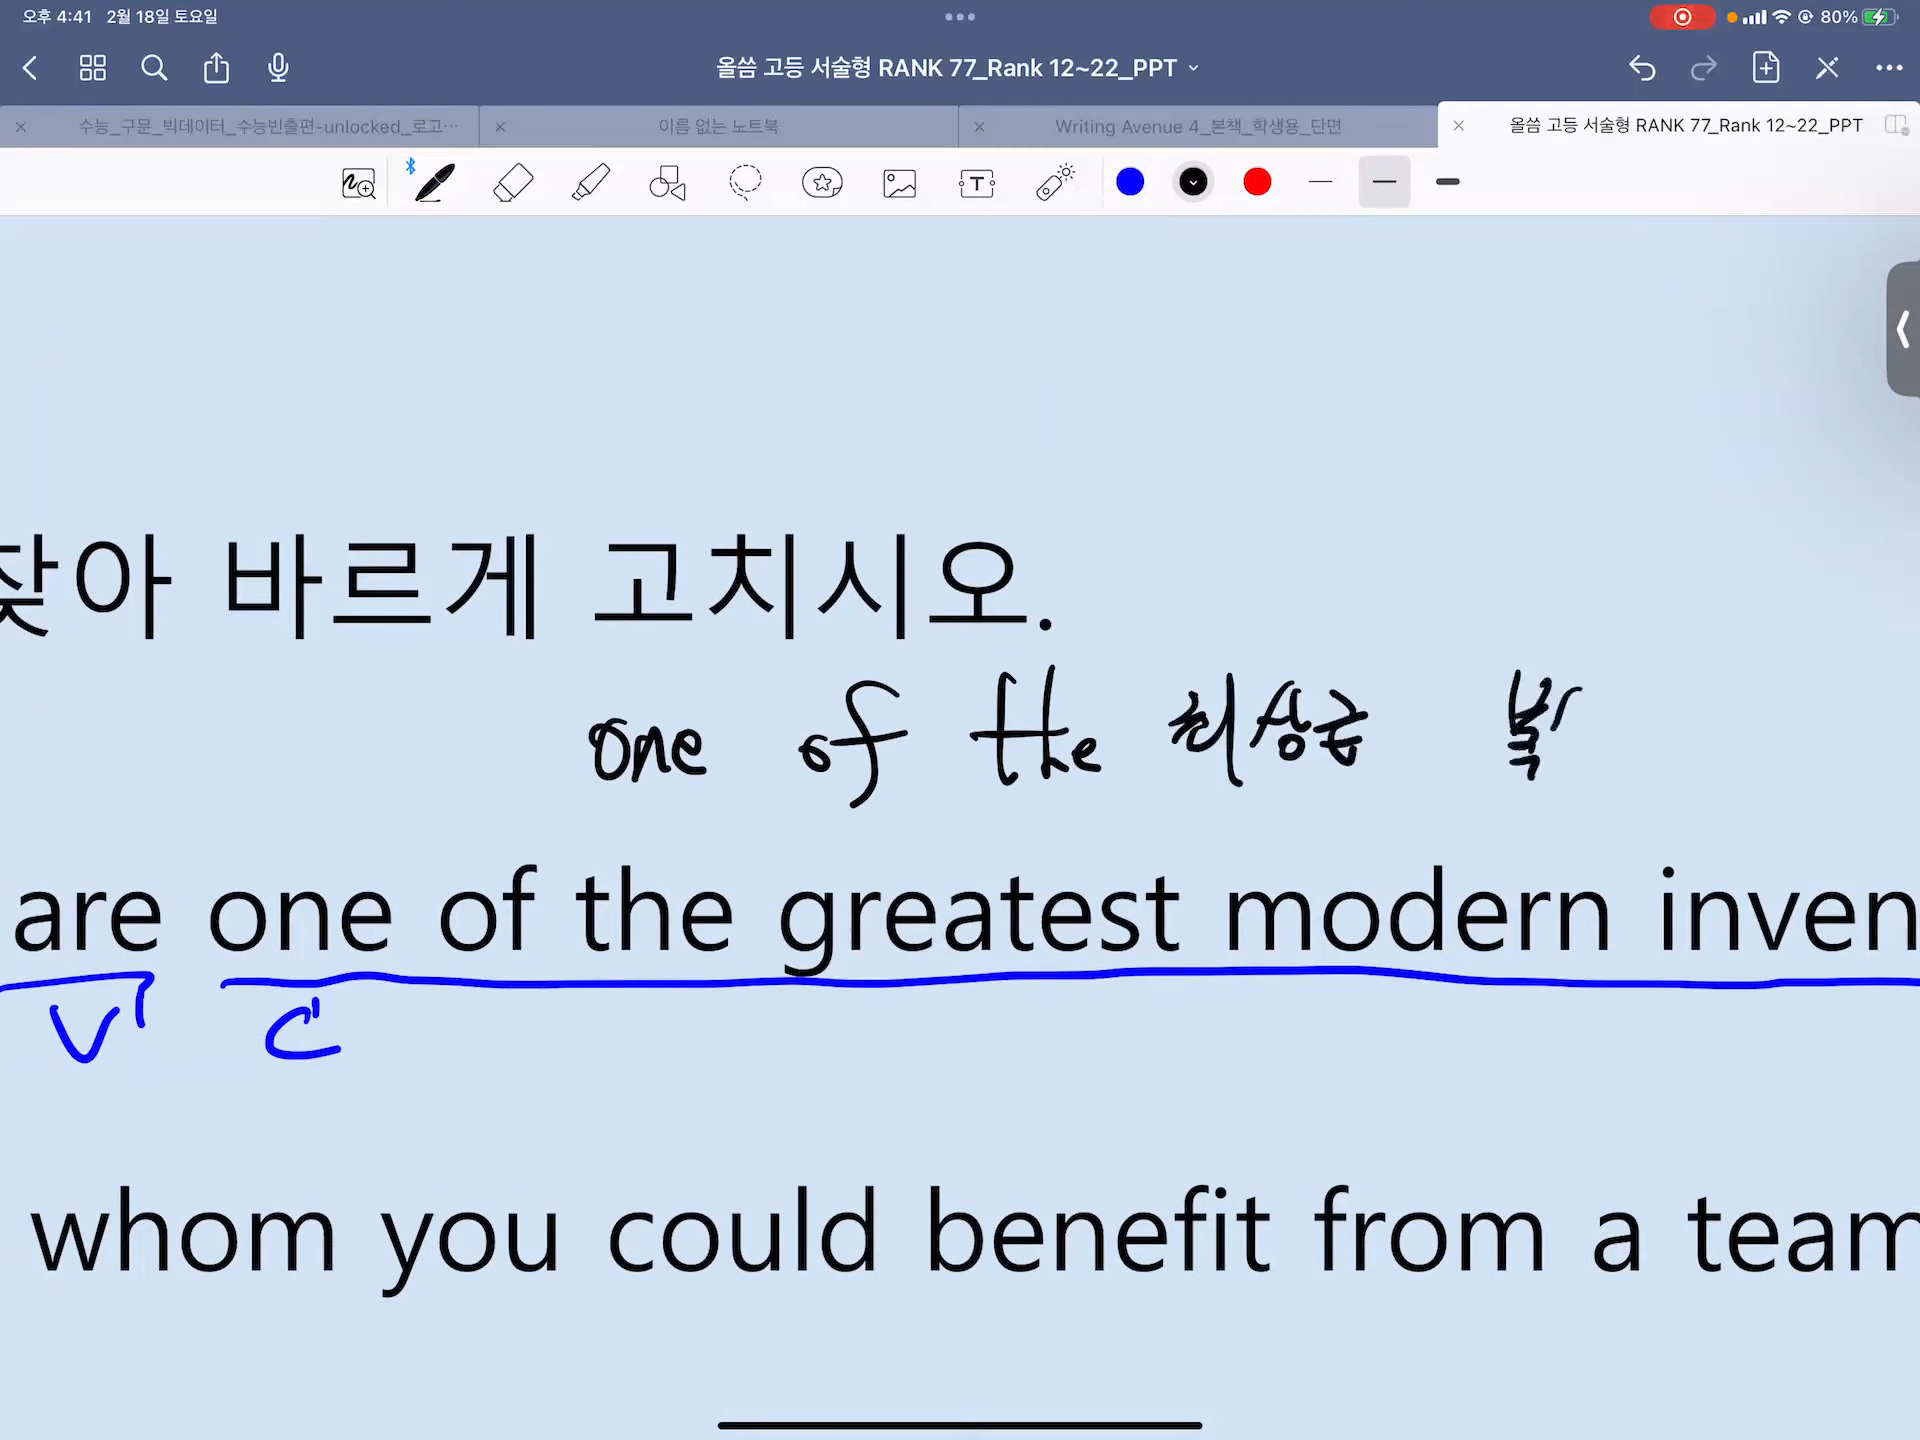 오후 4:41 2월 18일 토요일
80%
올씀 고등 서술형 RANK 77_Rank 12~22_PPT
수능_구문_빅데이터_수능빈출편-unlocked_로고…
이름 없는 노트북
Writing Avenue 4_본책_학생용_단면
올씀 고등 서술형 RANK 77_Rank 12~22_PPT
찾아 바르게 고치시오.
one of the 최상급 복
are one of the greatest modern inven
V C
whom you could benefit from a team